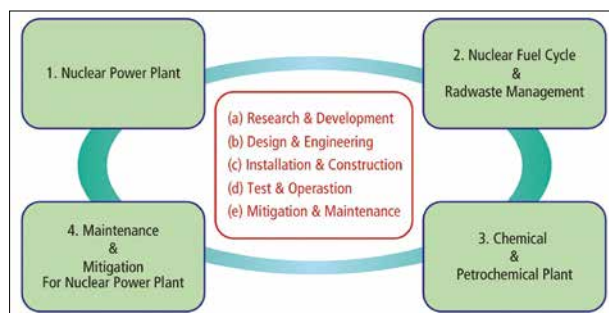 1. Nuclear Power Plant
2. Nuclear Fuel Cycle
&
Radwaste Management
(a) Research & Development
(b) Design & Engineering
(c) Installation & Construction
(d) Test & Operastion
(e) Mitigation & Maintenance
4. Maintenance
&
Mitigation
For Nuclear Power Plant
3. Chemical
&
Petrochemical Plant